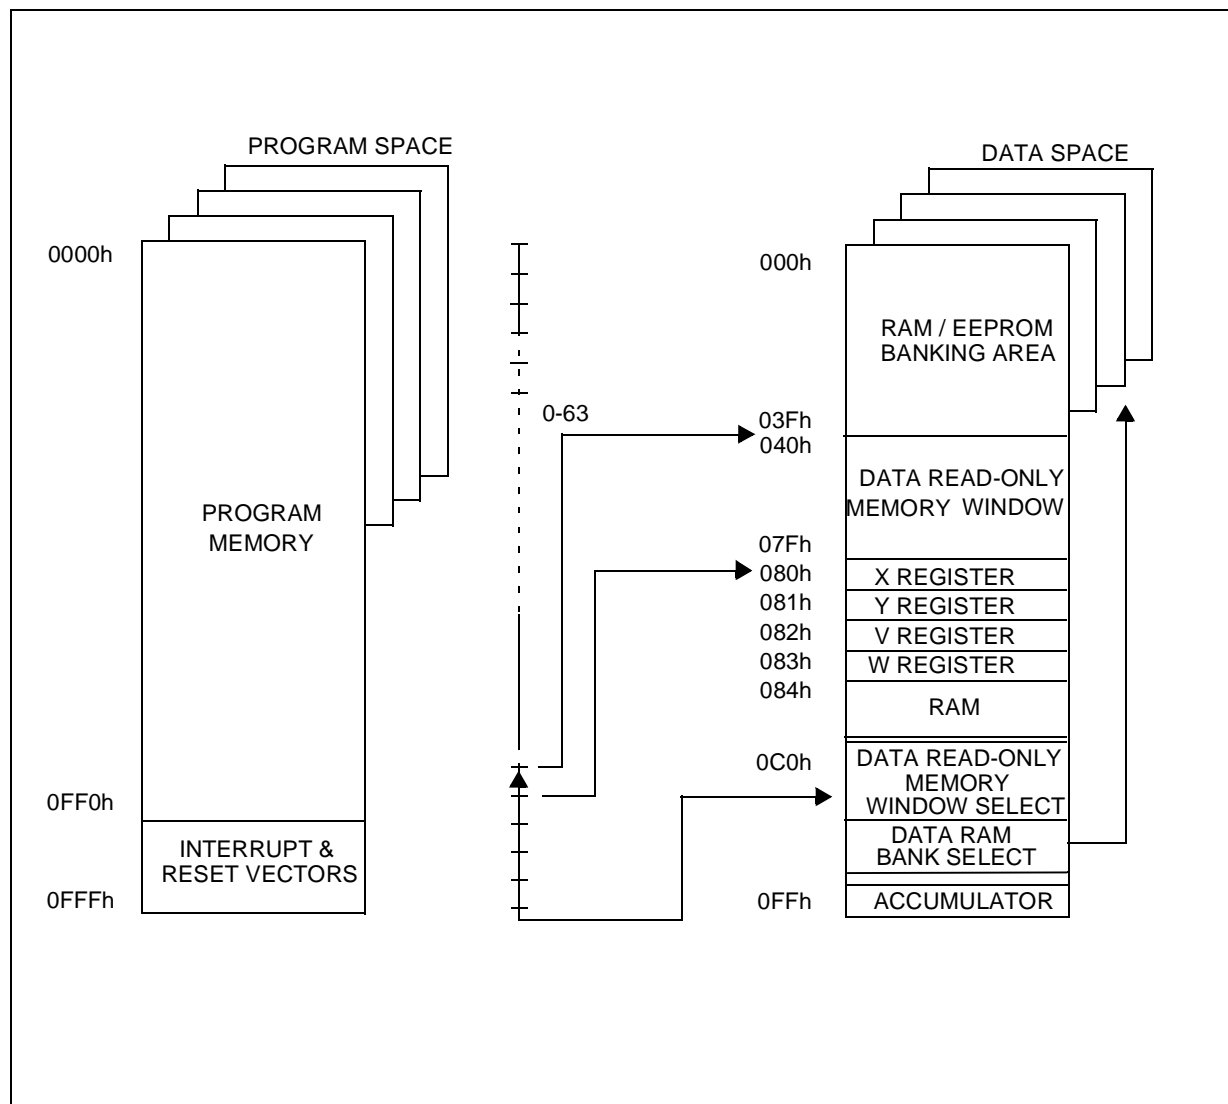 PROGRAM SPACE
0000h
PROGRAM
MEMORY
0FF0h
INTERRUPT &
RESET VECTORS
0FFFh
0-63
DATA SPACE
000h
RAM / EEPROM
BANKING AREA
03Fh
040h
DATA READ-ONLY
MEMORY WINDOW
07Fh
080h
X REGISTER
081h
Y REGISTER
082h
V REGISTER
083h
W REGISTER
084h
RAM
0C0h
DATA READ-ONLY
MEMORY
WINDOW SELECT
DATA RAM
BANK SELECT
0FFh
ACCUMULATOR